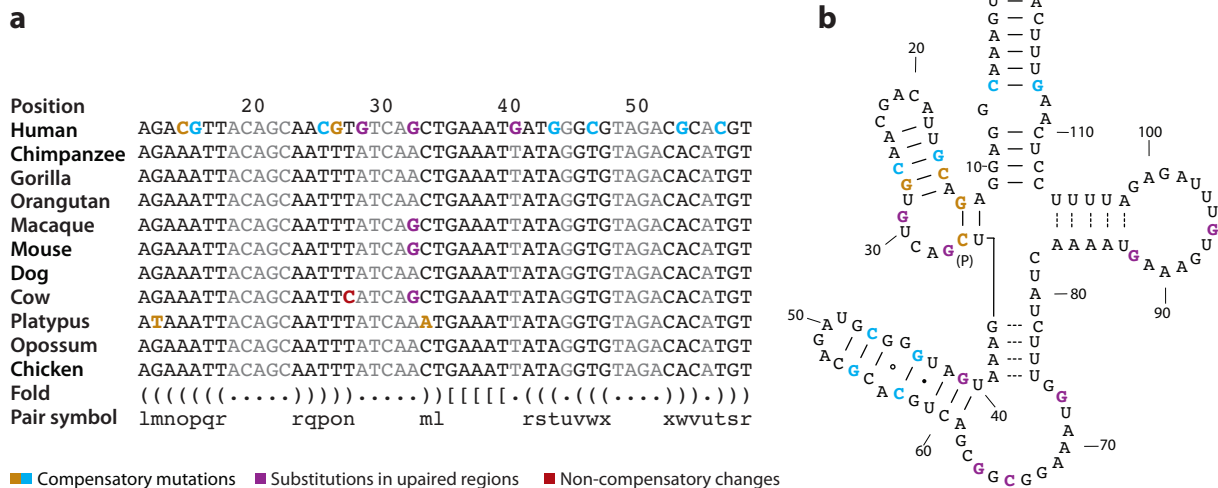 a
Position 20 30 40 50
Human AGACGTTACAGCAACGTGTCAGCTGAAATGATGGGCGTAGACGCACGT
Chimpanzee AGAAATTACAGCAATTTATCAACTGAAATTATAGGTGTAGACACATGT
Gorilla AGAAATTACAGCAATTTATCAACTGAAATTATAGGTGTAGACACATGT
Orangutan AGAAATTACAGCAATTTATCAACTGAAATTATAGGTGTAGACACATGT
Macaque AGAAATTACAGCAATTTATCAGCTGAAATTATAGGTGTAGACACATGT
Mouse AGAAATTACAGCAATTTATCAGCTGAAATTATAGGTGTAGACACATGT
Dog AGAAATTACAGCAATTTATCAACTGAAATTATAGGTGTAGACACATGT
Cow AGAAATTACAGCAATTCATCAGCTGAAATTATAGGTGTAGACACATGT
Platypus ATAAATTACAGCAATTTATCAAATGAAATTATAGGTGTAGACACATGT
Opossum AGAAATTACAGCAATTTATCAACTGAAATTATAGGTGTAGACACATGT
Chicken AGAAATTACAGCAATTTATCAACTGAAATTATAGGTGTAGACACATGT
Fold (((((((.....))))).....))[[[[[.(((.(((....))).)))
Pair symbol lmnopqr rqpon ml rstuvwx xwvutsr
Compensatory mutations
Substitutions in upaired regions
Non-compensatory changes
b
20
10
110
100
30
(P)
80
90
50
40
60
70